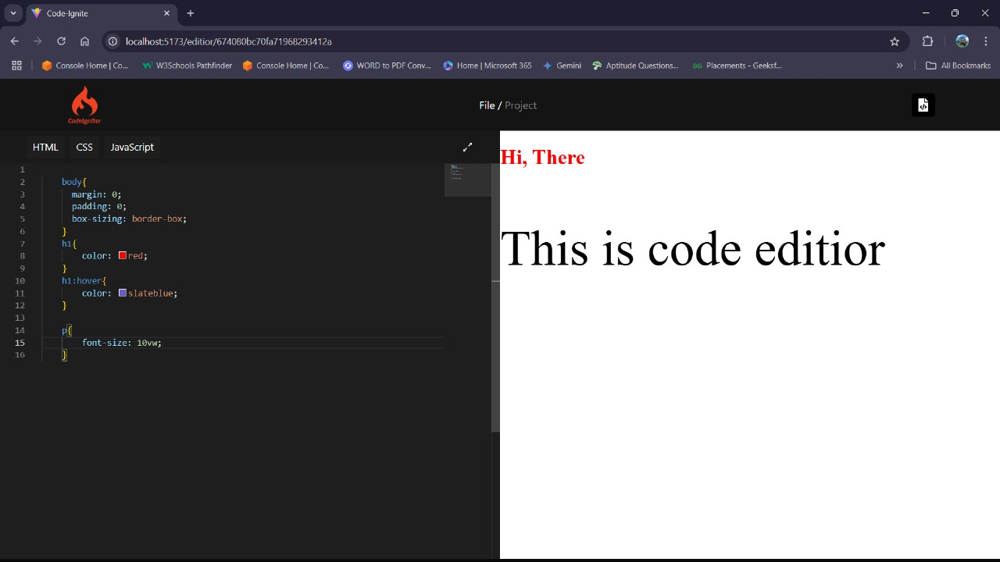 Code-Ignite
localhost:5173/editior/674080bc70fa71968293412a
Console Home | Co... W3Schools Pathfinder Console Home | Co... WORD to PDF Conv... Home | Microsoft 365 Gemini Aptitude Questions... Placements - Geeksf... » All Bookmarks
CodeIgniter
File / Project
HTML CSS JavaScript
1
2 body{
3 margin: 0;
4 padding: 0;
5 box-sizing: border-box;
6 }
7 h1{
8 color: red;
9 }
10 h1:hover{
11 color: slateblue;
12 }
13
14 p{
15 font-size: 10vw;
16 }
Hi, There
This is code editior